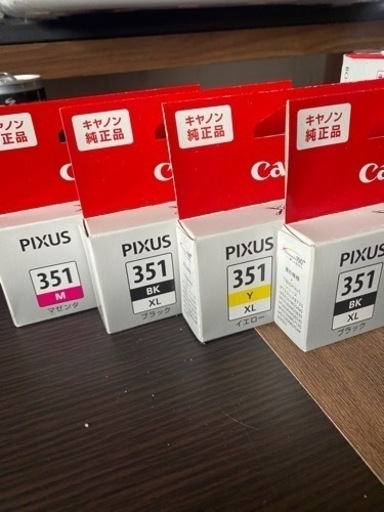 キヤノン
純正品
PIXUS
351
M
マゼンタ
キヤノン
純正品
PIXUS
351
BK
XL
ブラック
キヤノン
純正品
Ca
PIXUS
351
Y
XL
イエロー
キヤノン
純正品
Ca
PIXUS
351
BK
XL
ブラック